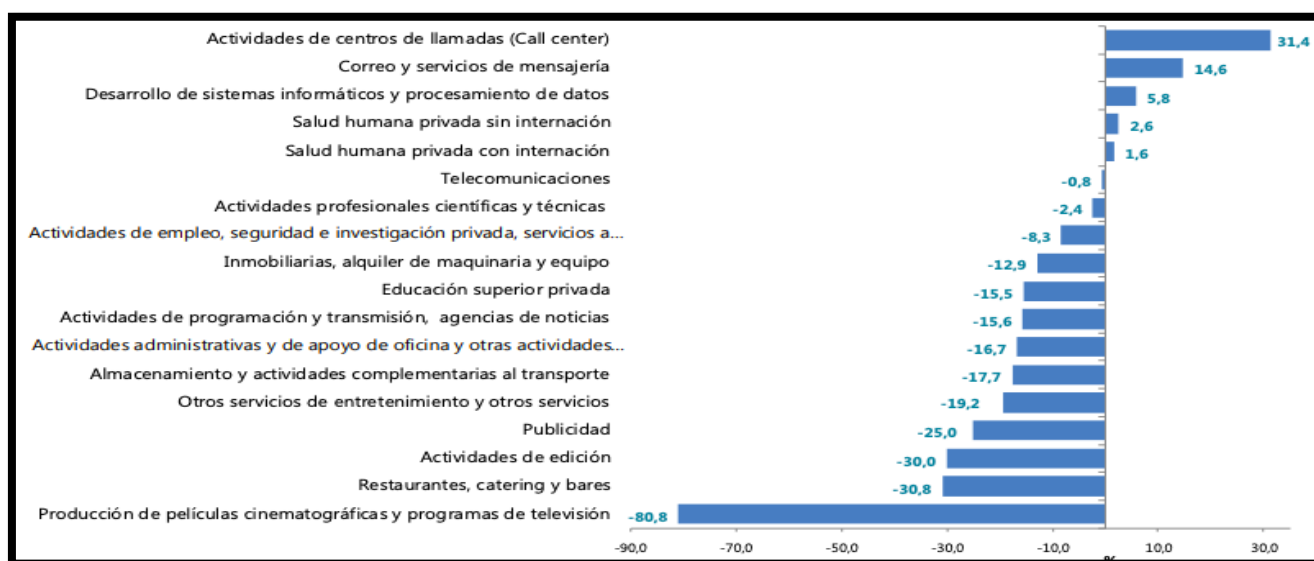 Actividades de centros de llamadas (Call center) 31,4
Correo y servicios de mensajería 14,6
Desarrollo de sistemas informáticos y procesamiento de datos 5,8
Salud humana privada sin internación 2,6
Salud humana privada con internación 1,6
Telecomunicaciones -0,8
Actividades profesionales científicas y técnicas -2,4
Actividades de empleo, seguridad e investigación privada, servicios a... -8,3
Inmobiliarias, alquiler de maquinaria y equipo -12,9
Educación superior privada -15,5
Actividades de programación y transmisión, agencias de noticias -15,6
Actividades administrativas y de apoyo de oficina y otras actividades... -16,7
Almacenamiento y actividades complementarias al transporte -17,7
Otros servicios de entretenimiento y otros servicios -19,2
Publicidad -25,0
Actividades de edición -30,0
Restaurantes, catering y bares -30,8
Producción de películas cinematográficas y programas de televisión -80,8
-90,0 -70,0 -50,0 -30,0 -10,0 10,0 30,0
%